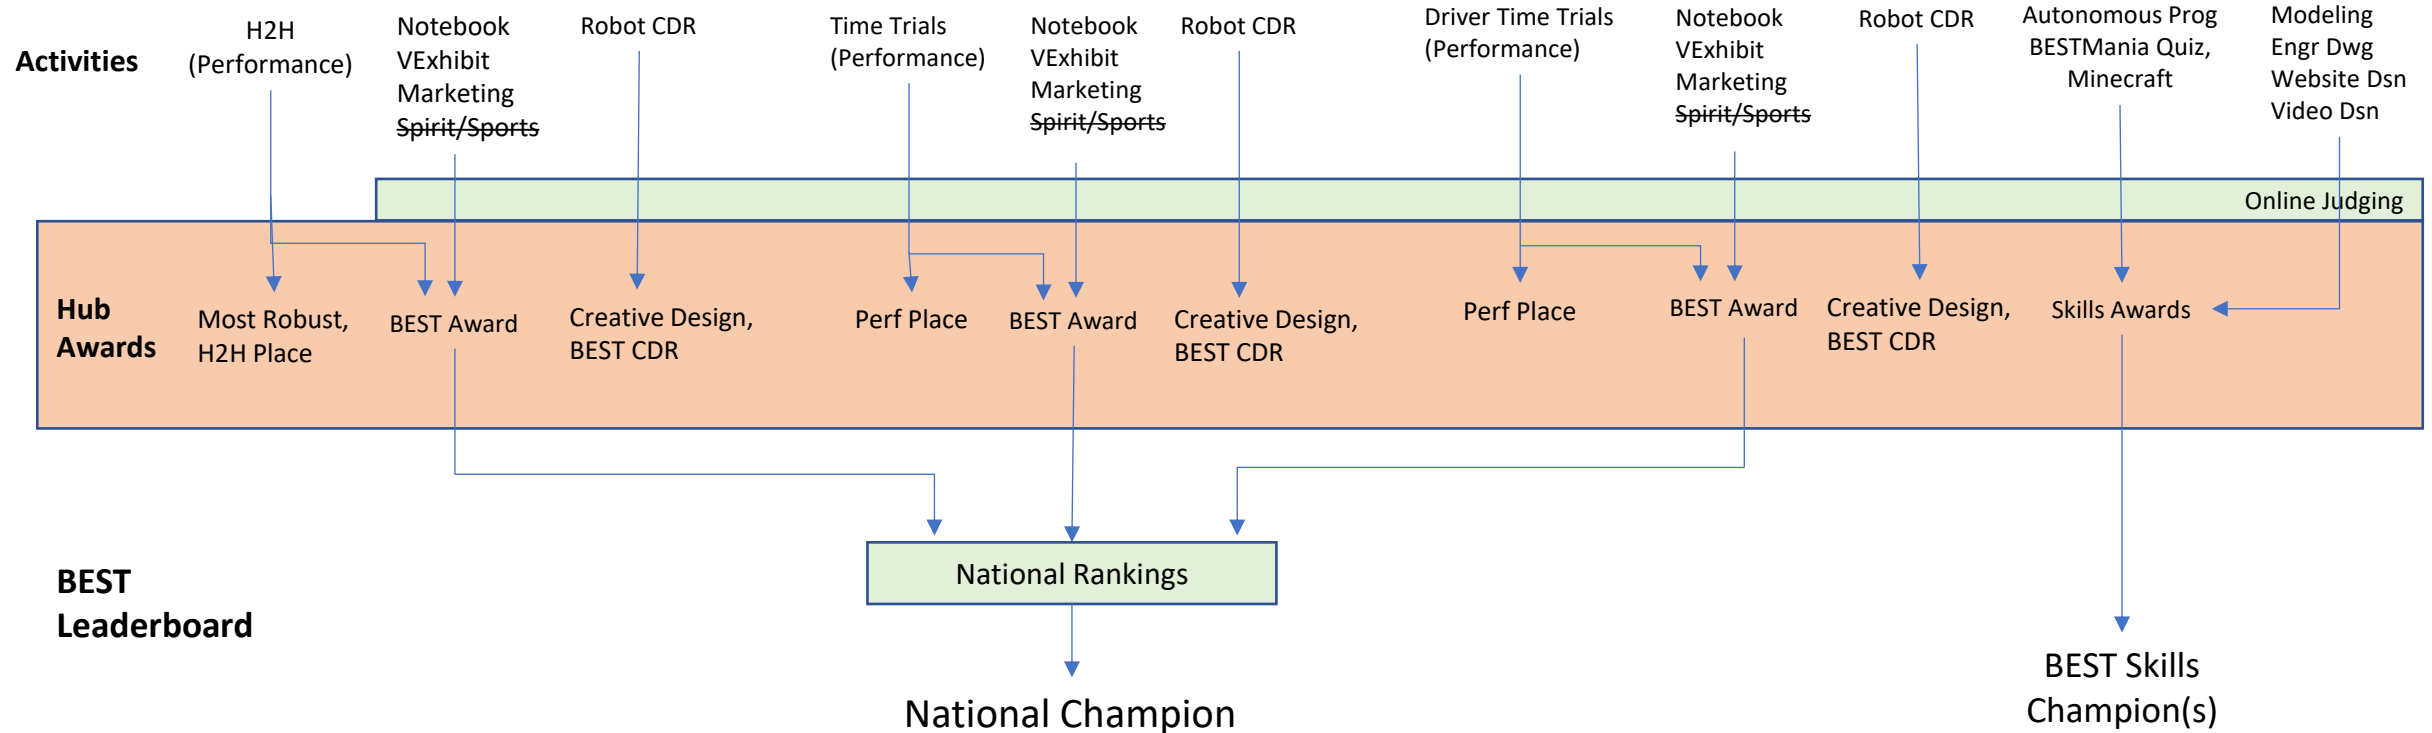 Activities
H2H
(Performance)
Notebook
VExhibit
Marketing
Spirit/Sports
Robot CDR
Time Trials
(Performance)
Notebook
VExhibit
Marketing
Spirit/Sports
Robot CDR
Driver Time Trials
(Performance)
Notebook
VExhibit
Marketing
Spirit/Sports
Robot CDR
Autonomous Prog
BESTMania Quiz,
Minecraft
Modeling
Engr Dwg
Website Dsn
Video Dsn
Online Judging
Hub
Awards
Most Robust,
H2H Place
BEST Award
Creative Design,
BEST CDR
Perf Place
BEST Award
Creative Design,
BEST CDR
Perf Place
BEST Award
Creative Design,
BEST CDR
Skills Awards
BEST
Leaderboard
National Rankings
National Champion
BEST Skills
Champion(s)